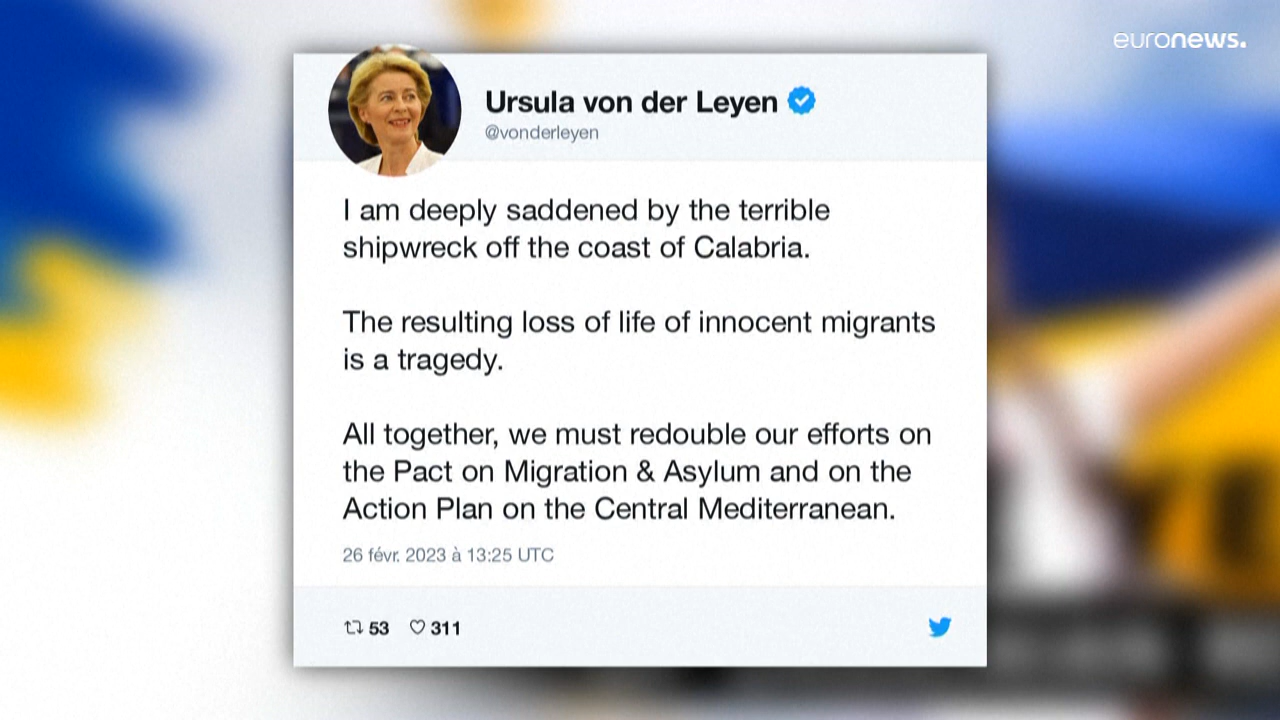 euronews.
Ursula von der Leyen
@vonderleyen
I am deeply saddened by the terrible
shipwreck off the coast of Calabria.
The resulting loss of life of innocent migrants
is a tragedy.
All together, we must redouble our efforts on
the Pact on Migration & Asylum and on the
Action Plan on the Central Mediterranean.
26 févr. 2023 à 13:25 UTC
53 311